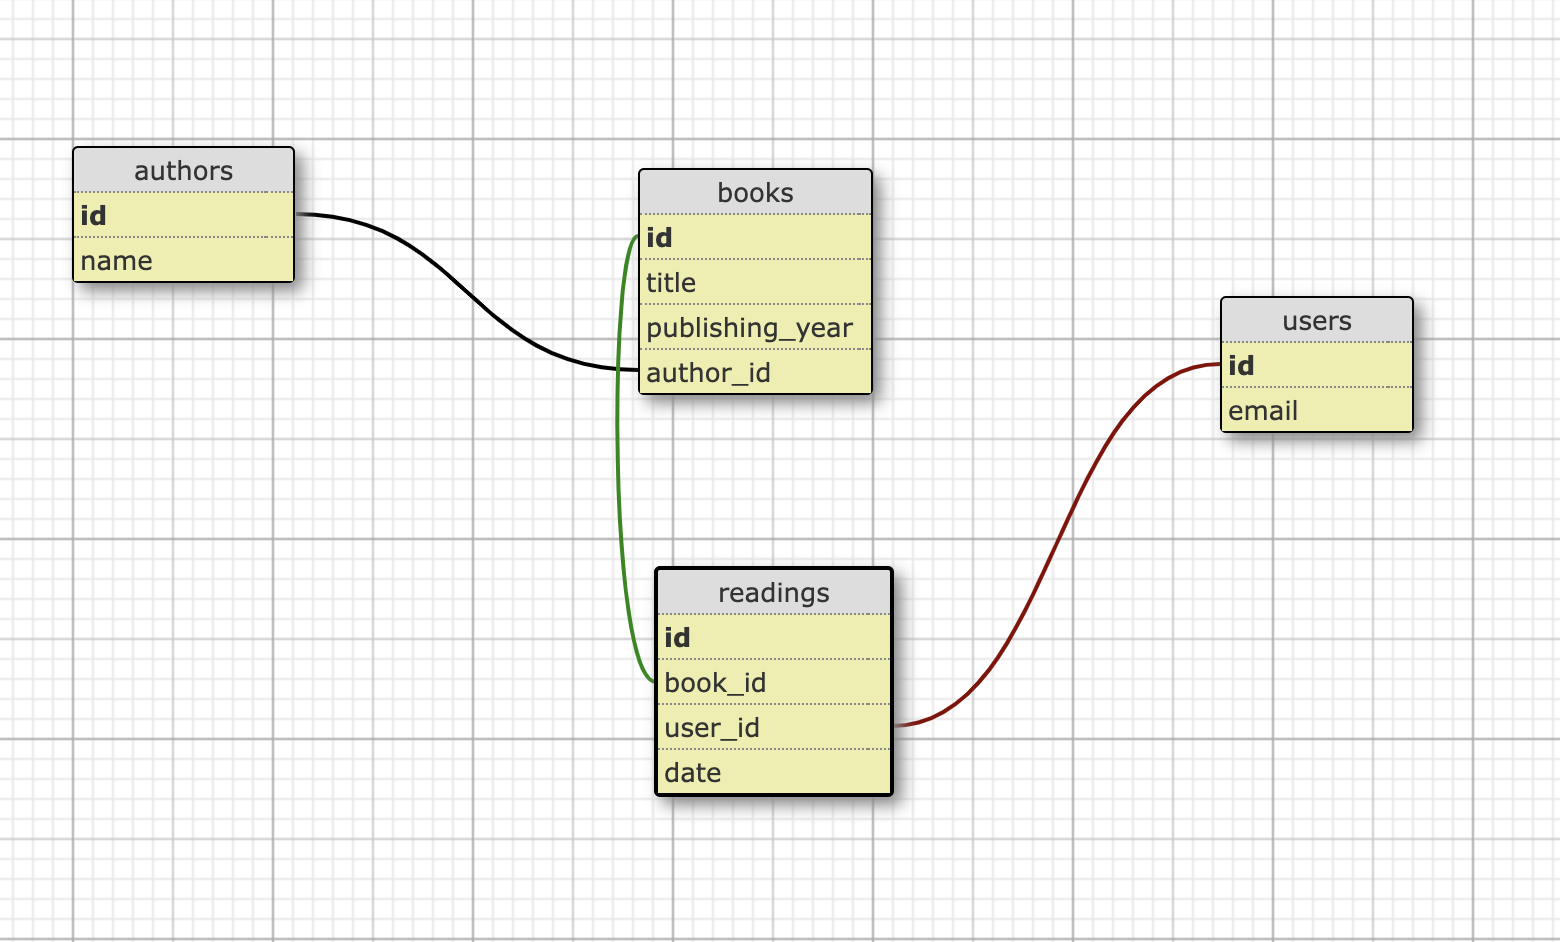 authors
id
name
books
id
title
publishing_year
author_id
users
id
email
readings
id
book_id
user_id
date